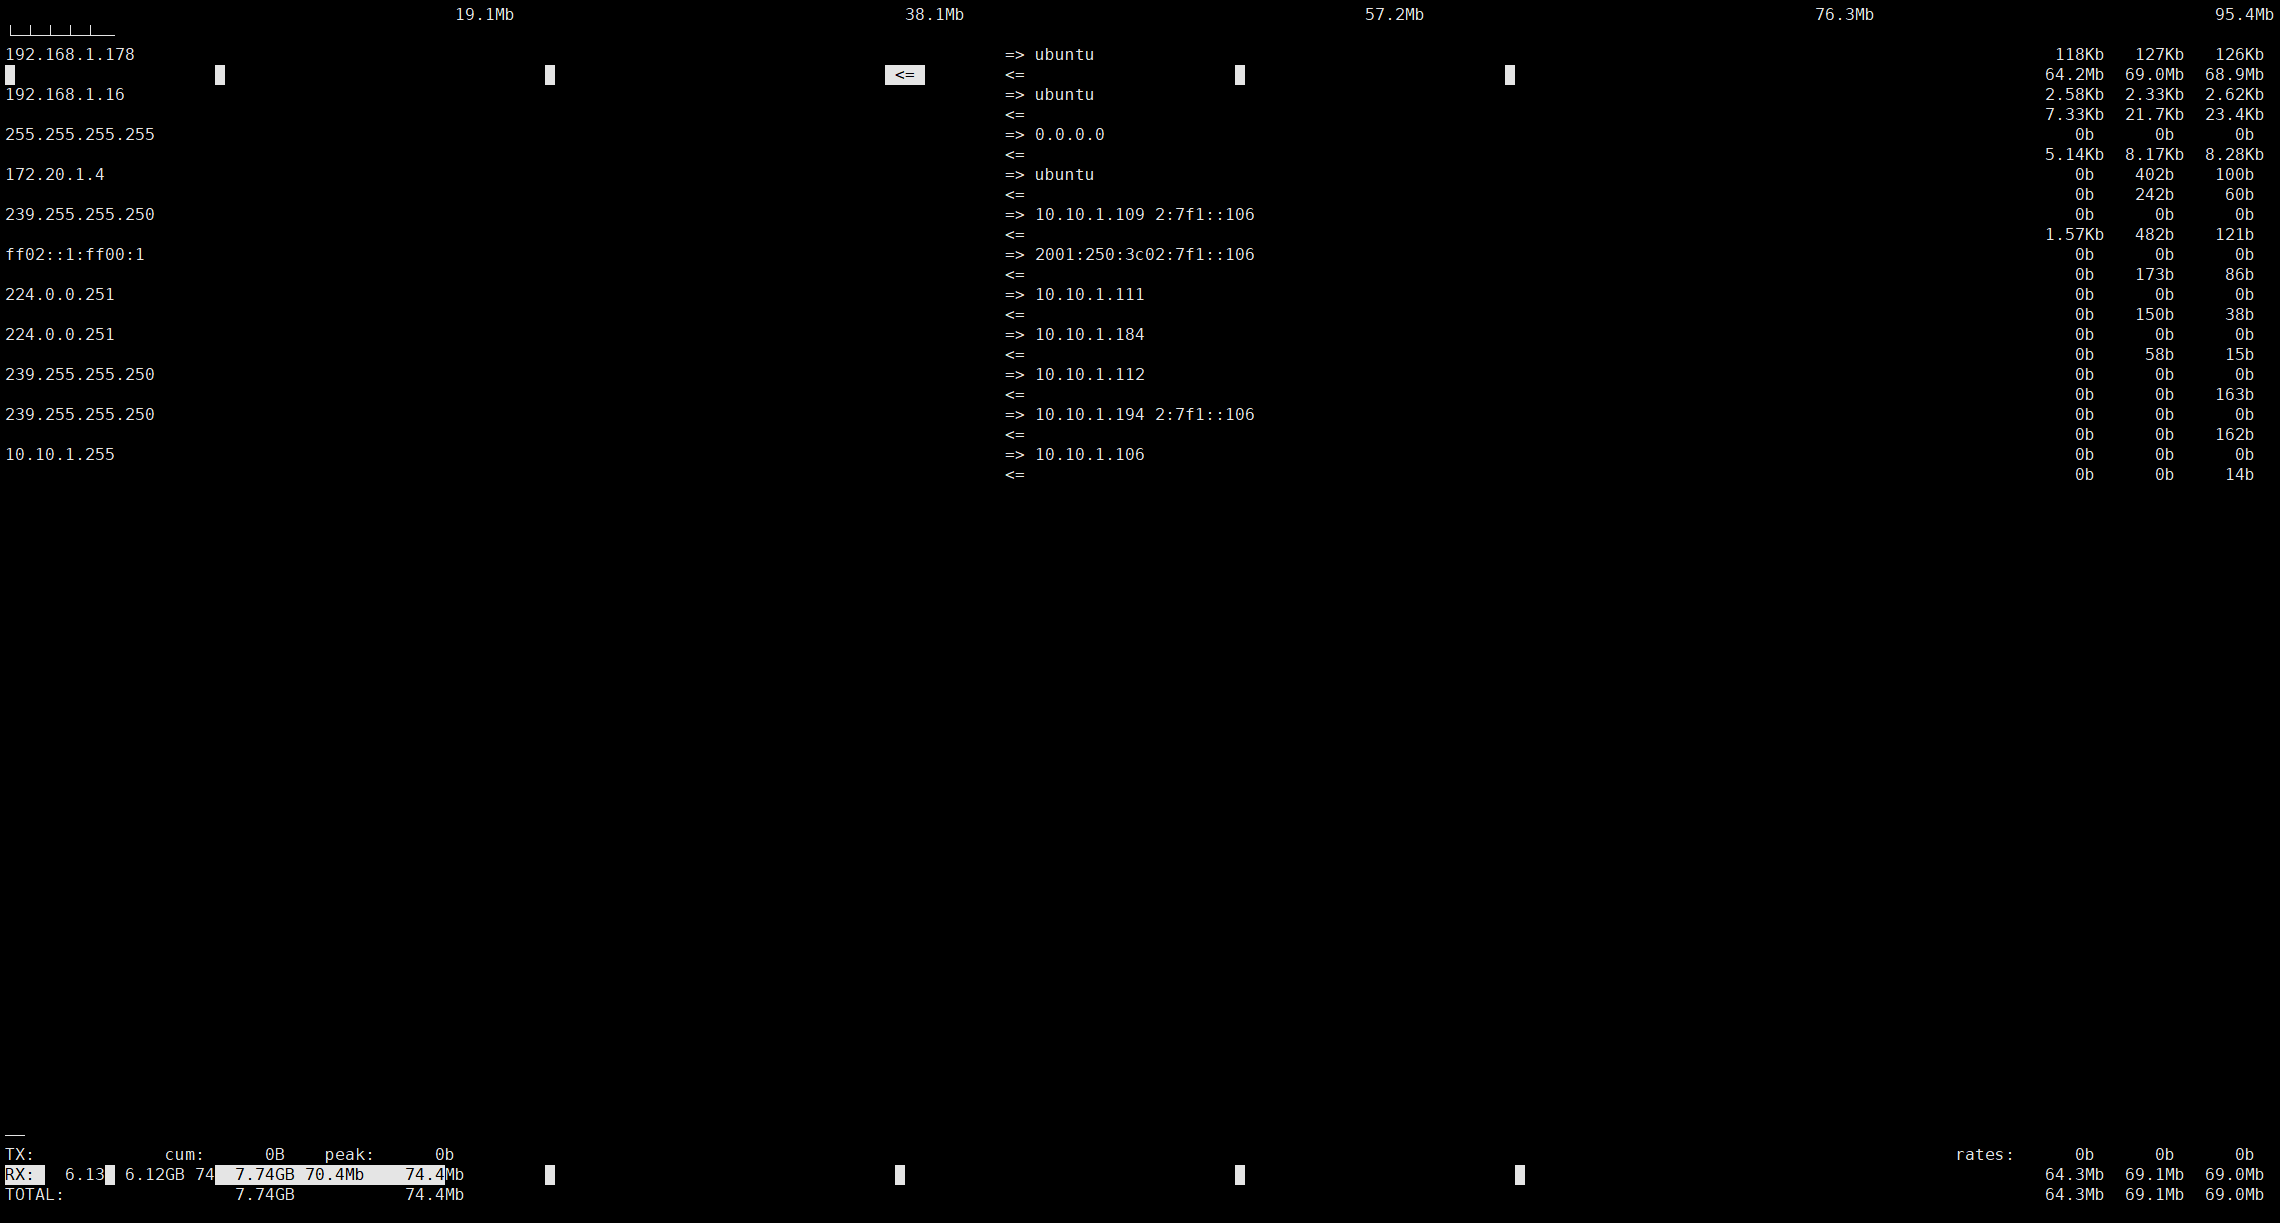 19.1Mb 38.1Mb 57.2Mb 76.3Mb 95.4Mb
192.168.1.178 => ubuntu 118Kb 127Kb 126Kb
<= <= 64.2Mb 69.0Mb 68.9Mb
192.168.1.16 => ubuntu 2.58Kb 2.33Kb 2.62Kb
<= 7.33Kb 21.7Kb 23.4Kb
255.255.255.255 => 0.0.0.0 0b 0b 0b
<= 5.14Kb 8.17Kb 8.28Kb
172.20.1.4 => ubuntu 0b 402b 100b
<= 0b 242b 60b
239.255.255.250 => 10.10.1.109 2:7f1::106 0b 0b 0b
<= 1.57Kb 482b 121b
ff02::1:ff00:1 => 2001:250:3c02:7f1::106 0b 0b 0b
<= 0b 173b 86b
224.0.0.251 => 10.10.1.111 0b 0b 0b
<= 0b 150b 38b
224.0.0.251 => 10.10.1.184 0b 0b 0b
<= 0b 58b 15b
239.255.255.250 => 10.10.1.112 0b 0b 0b
<= 0b 0b 163b
239.255.255.250 => 10.10.1.194 2:7f1::106 0b 0b 0b
<= 0b 0b 162b
10.10.1.255 => 10.10.1.106 0b 0b 0b
<= 0b 0b 14b
TX: cum: 0B peak: 0b rates: 0b 0b 0b
RX: 6.13 6.12GB 74 7.74GB 70.4Mb 74.4Mb 64.3Mb 69.1Mb 69.0Mb
TOTAL: 7.74GB 74.4Mb 64.3Mb 69.1Mb 69.0Mb